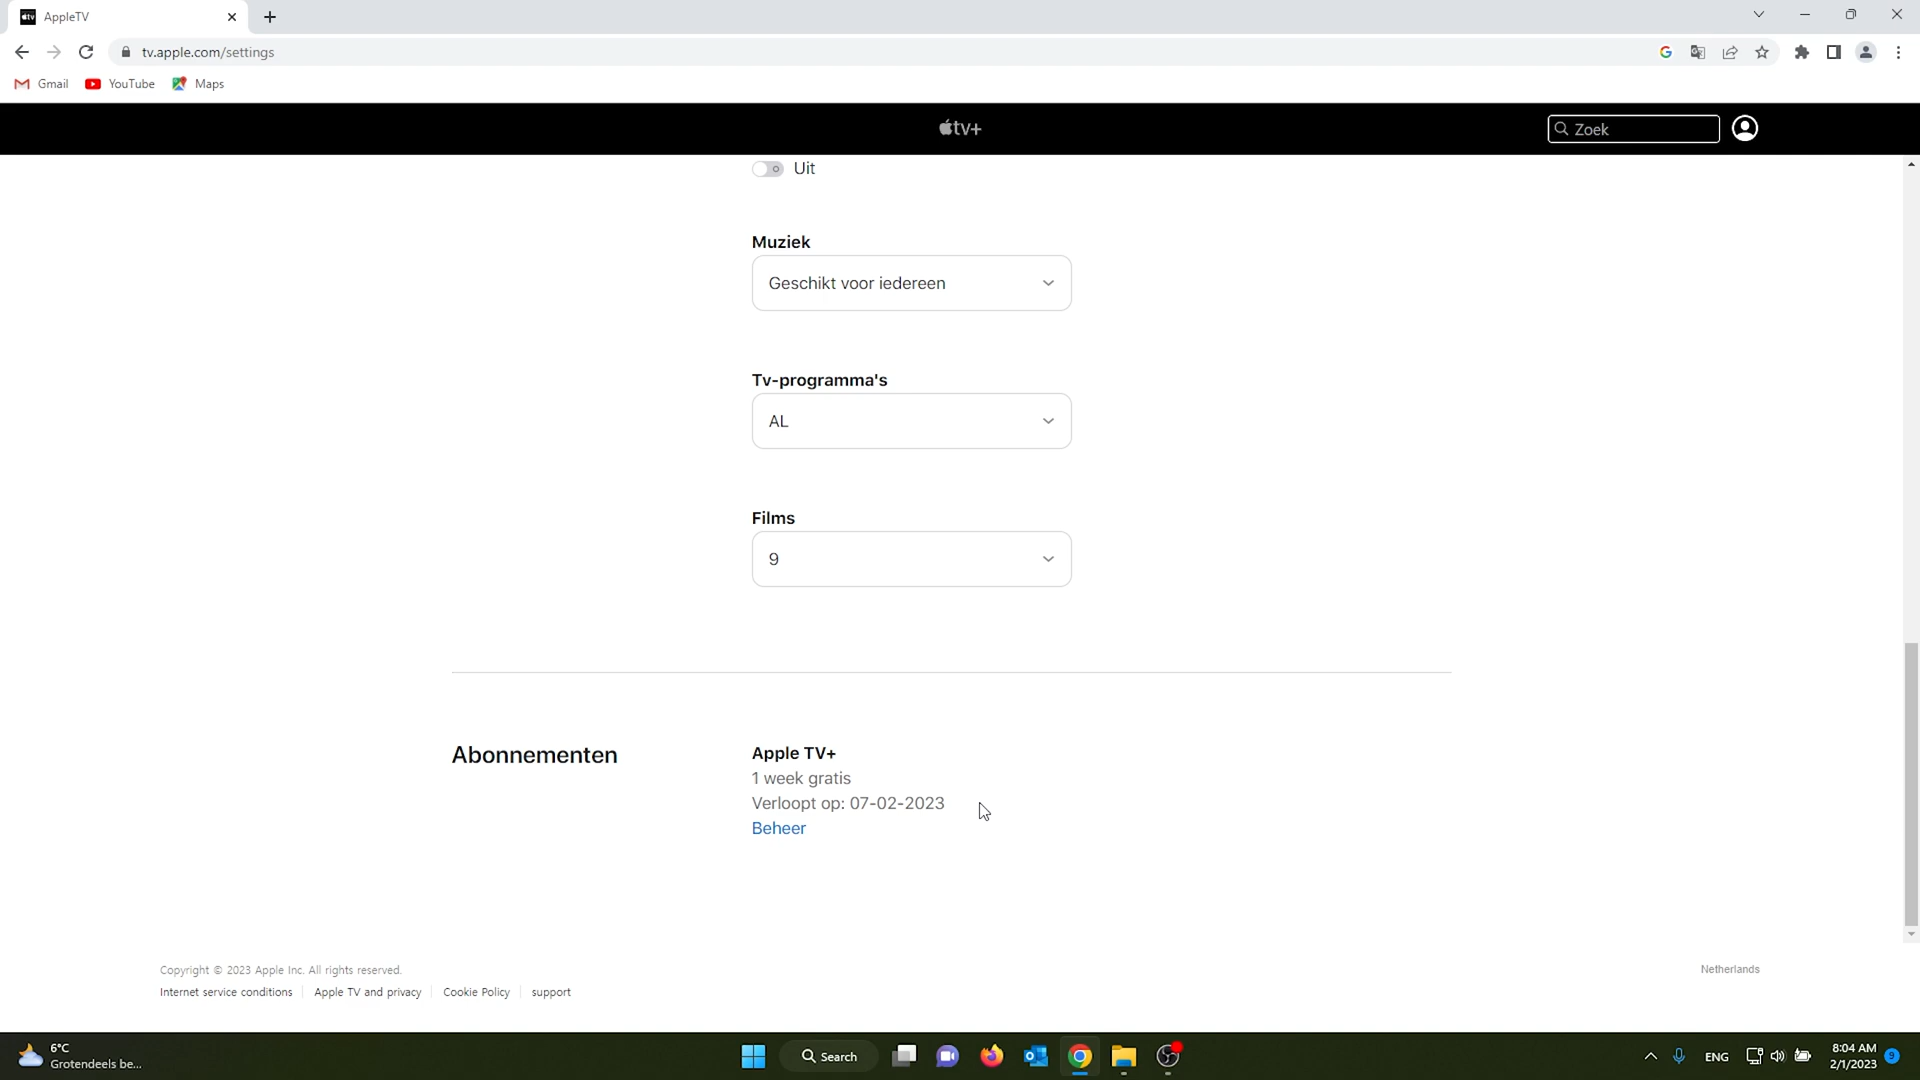 AppleTV
tv.apple.com/settings
Gmail YouTube Maps
tv+
Zoek
Uit
Muziek
Geschikt voor iedereen
Tv-programma's
AL
Films
9
Abonnementen
Apple TV+
1 week gratis
Verloopt op: 07-02-2023
Beheer
Copyright © 2023 Apple Inc. All rights reserved.
Netherlands
Internet service conditions Apple TV and privacy Cookie Policy support
6°C
Grotendeels be...
Search
ENG
8:04 AM
2/1/2023
9